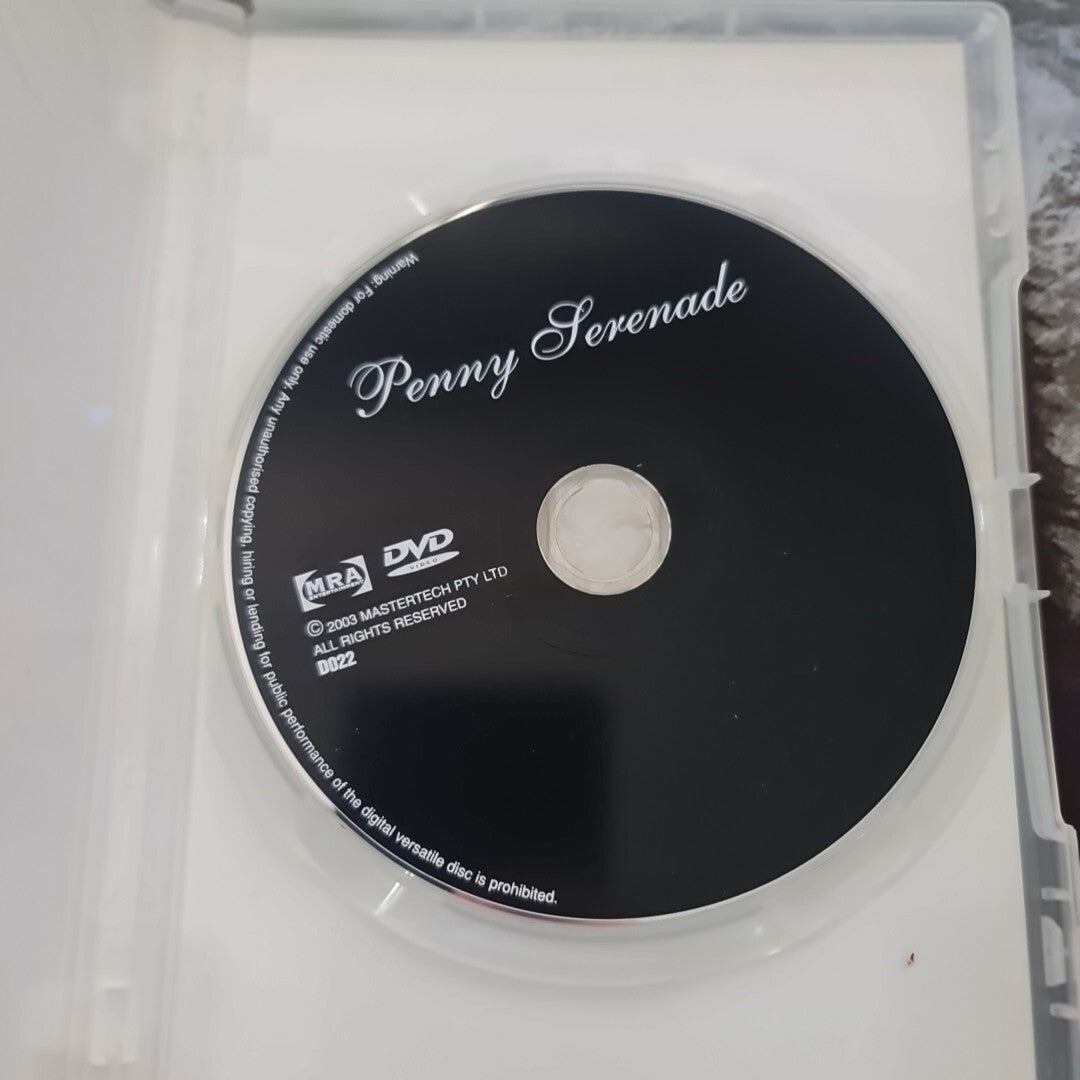 Penny Serenade
MRA
ENTERTAINMENT
DVD
VIDEO
© 2003 MASTERTECH PTY LTD
ALL RIGHTS RESERVED
D022
Warning: For domestic use only. Any unauthorised copying, hiring or lending for public performance of the digital versatile disc is prohibited.